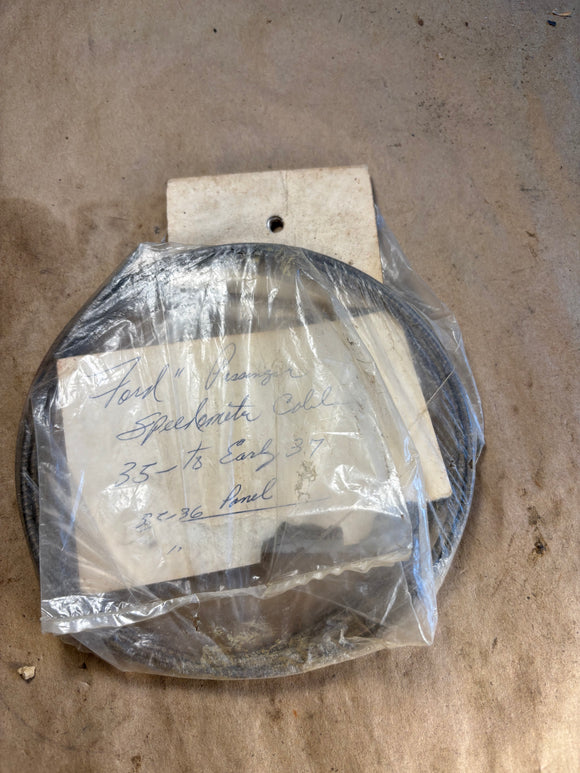 Ford " Passenger
Speedometer Cable
35- to Early 37
35-36 Panel
"